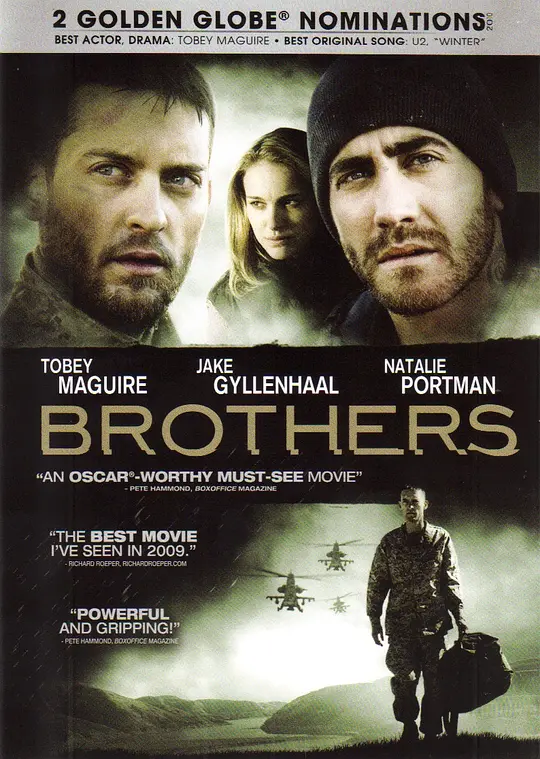 2 GOLDEN GLOBE® NOMINATIONS
BEST ACTOR, DRAMA: TOBEY MAGUIRE • BEST ORIGINAL SONG: U2, "WINTER"
TOBEY MAGUIRE
JAKE GYLLENHAAL
NATALIE PORTMAN
BROTHERS
"AN OSCAR®-WORTHY MUST-SEE MOVIE"
- PETE HAMMOND, BOXOFFICE MAGAZINE
"THE BEST MOVIE
I'VE SEEN IN 2009."
- RICHARD ROEPER, RICHARDROEPER.COM
"POWERFUL
AND GRIPPING!"
- PETE HAMMOND, BOXOFFICE MAGAZINE